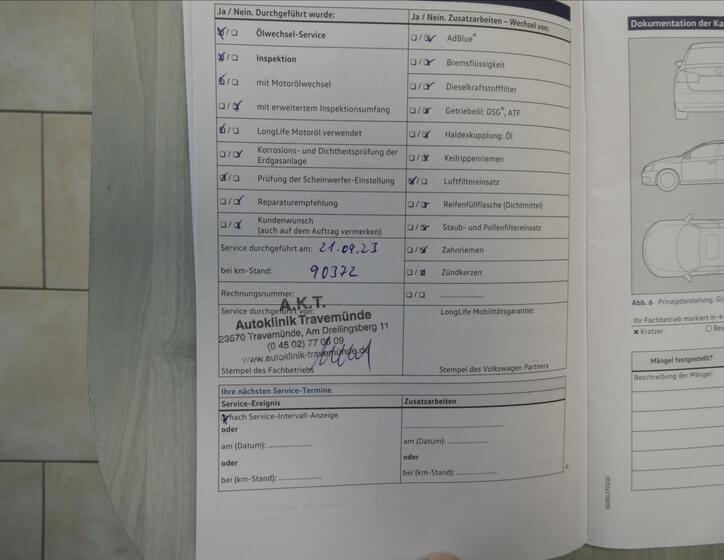 Ja / Nein. Durchgeführt wurde:
Ja / Nein. Zusatzarbeiten – Wechsel von:
☒ / ☐ Ölwechsel-Service
☐ / ☒ AdBlue®
☒ / ☐ Inspektion
☐ / ☒ Bremsflüssigkeit
☒ / ☐ mit Motorölwechsel
☐ / ☒ Dieselkraftstofffilter
☐ / ☒ mit erweitertem Inspektionsumfang
☐ / ☒ Getriebeöl: DSG®, ATF
☒ / ☐ LongLife Motoröl verwendet
☐ / ☒ Haldexkupplung: Öl
☐ / ☒ Korrosions- und Dichtheitsprüfung der
Erdgasanlage
☐ / ☒ Keilrippenriemen
☒ / ☐ Prüfung der Scheinwerfer-Einstellung
☒ / ☐ Luftfiltereinsatz
☐ / ☒ Reparaturempfehlung
☐ / ☒ Reifenfüllflasche (Dichtmittel)
☐ / ☒ Kundenwunsch
(auch auf dem Auftrag vermerken)
☐ / ☒ Staub- und Pollenfiltereinsatz
Service durchgeführt am: 21.09.23
☐ / ☒ Zahnriemen
bei km-Stand: 90372
☐ / ☒ Zündkerzen
Rechnungsnummer:
☐ / ☐ ................
Service durchgeführt von:
LongLife Mobilitätsgarantie:
A.K.T.
Autoklinik Travemünde
23570 Travemünde, Am Dreilingsberg 11
(0 45 02) 77 06 09
www.autoklinik-travemünde.de
Stempel des Fachbetriebs
Stempel des Volkswagen Partners
Ihre nächsten Service-Termine
Service-Ereignis
Zusatzarbeiten
☒ nach Service-Intervall-Anzeige
oder
am (Datum): ................
am (Datum): ................
oder
oder
bei (km-Stand): ................
bei (km-Stand): ................
Dokumentation der Ka
Abb. 6 Prinzipdarstellung. Gl
Ihr Fachbetrieb markiert in →
✖ Kratzer
○ Bes
Mängel festgestellt?
Beschreibung der Mängel: